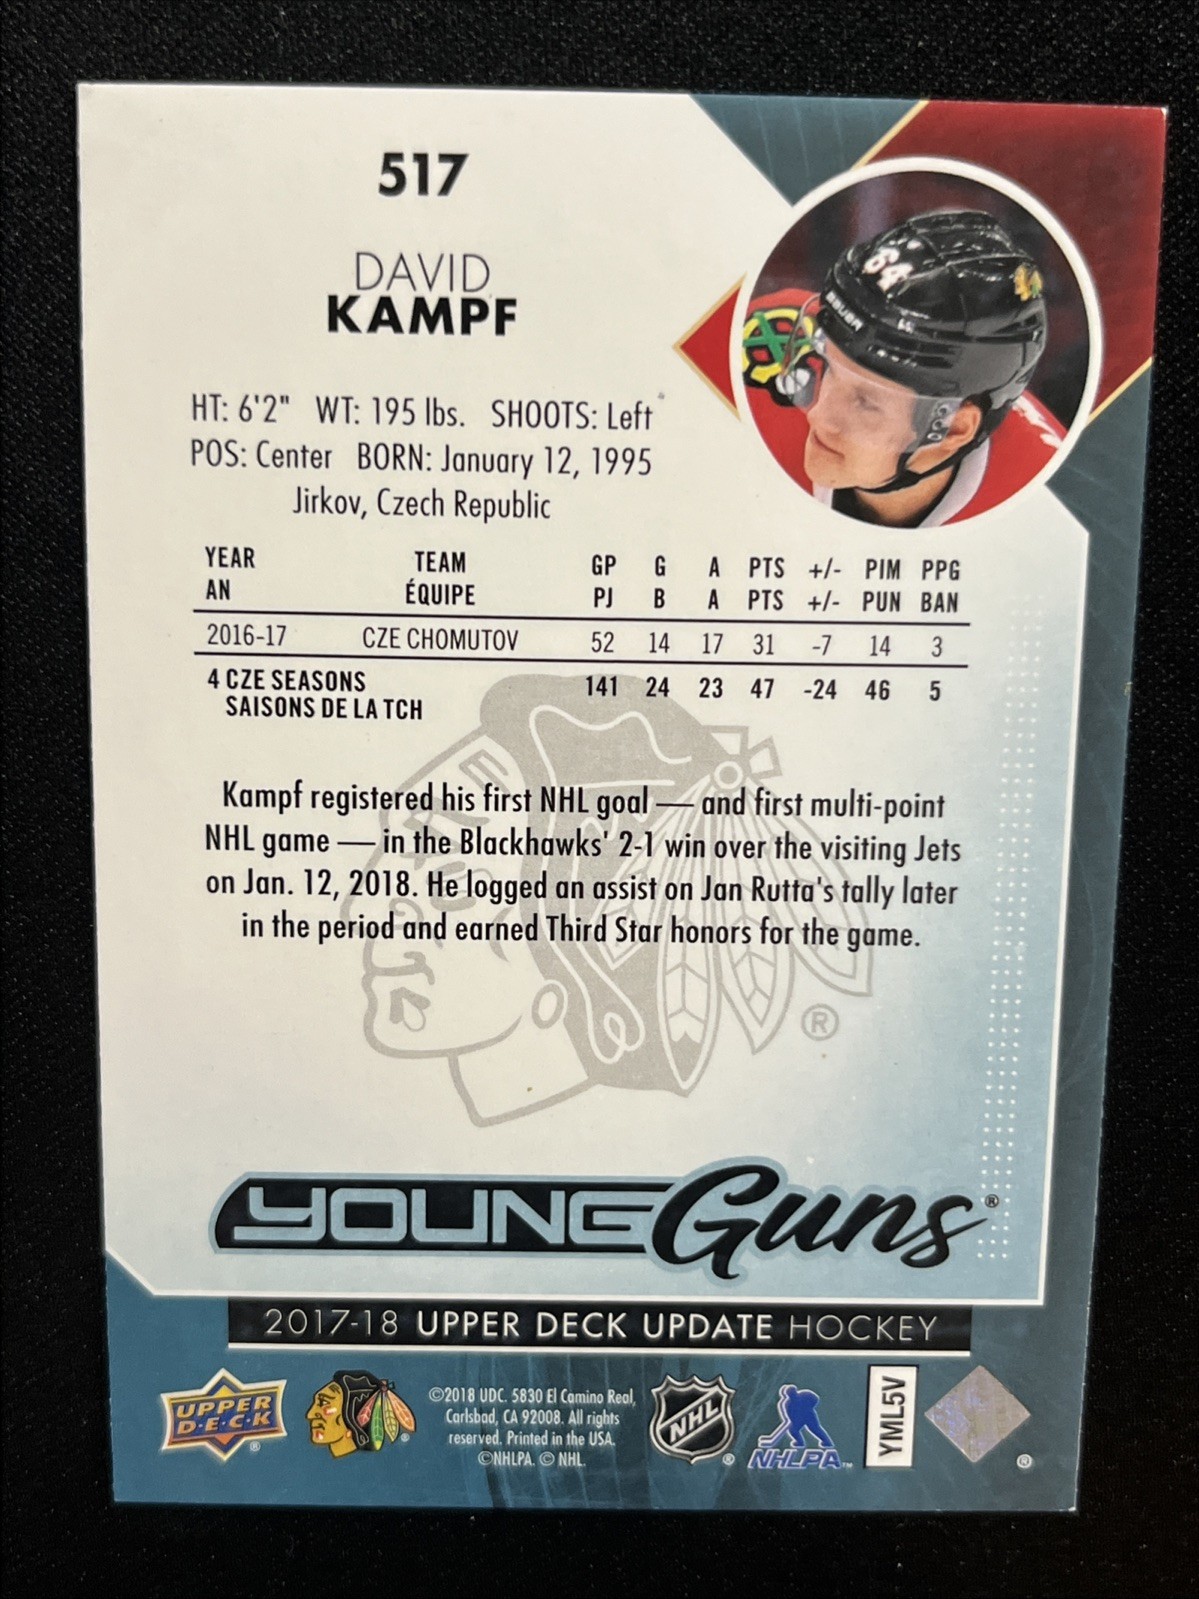 517
DAVID
KAMPF
64
BAUER
HT: 6'2" WT: 195 lbs. SHOOTS: Left
POS: Center BORN: January 12, 1995
Jirkov, Czech Republic
YEAR TEAM GP G A PTS +/- PIM PPG
AN ÉQUIPE PJ B A PTS +/- PUN BAN
2016-17 CZE CHOMUTOV 52 14 17 31 -7 14 3
4 CZE SEASONS 141 24 23 47 -24 46 5
SAISONS DE LA TCH
Kampf registered his first NHL goal — and first multi-point
NHL game — in the Blackhawks' 2-1 win over the visiting Jets
on Jan. 12, 2018. He logged an assist on Jan Rutta's tally later
in the period and earned Third Star honors for the game.
®
YOUNG Guns®
2017-18 UPPER DECK UPDATE HOCKEY
UPPER
D·E·C·K
®
©2018 UDC. 5830 El Camino Real,
Carlsbad, CA 92008. All rights
reserved. Printed in the USA.
©NHLPA. © NHL.
NHL
®
NHLPA™
YML5V
®